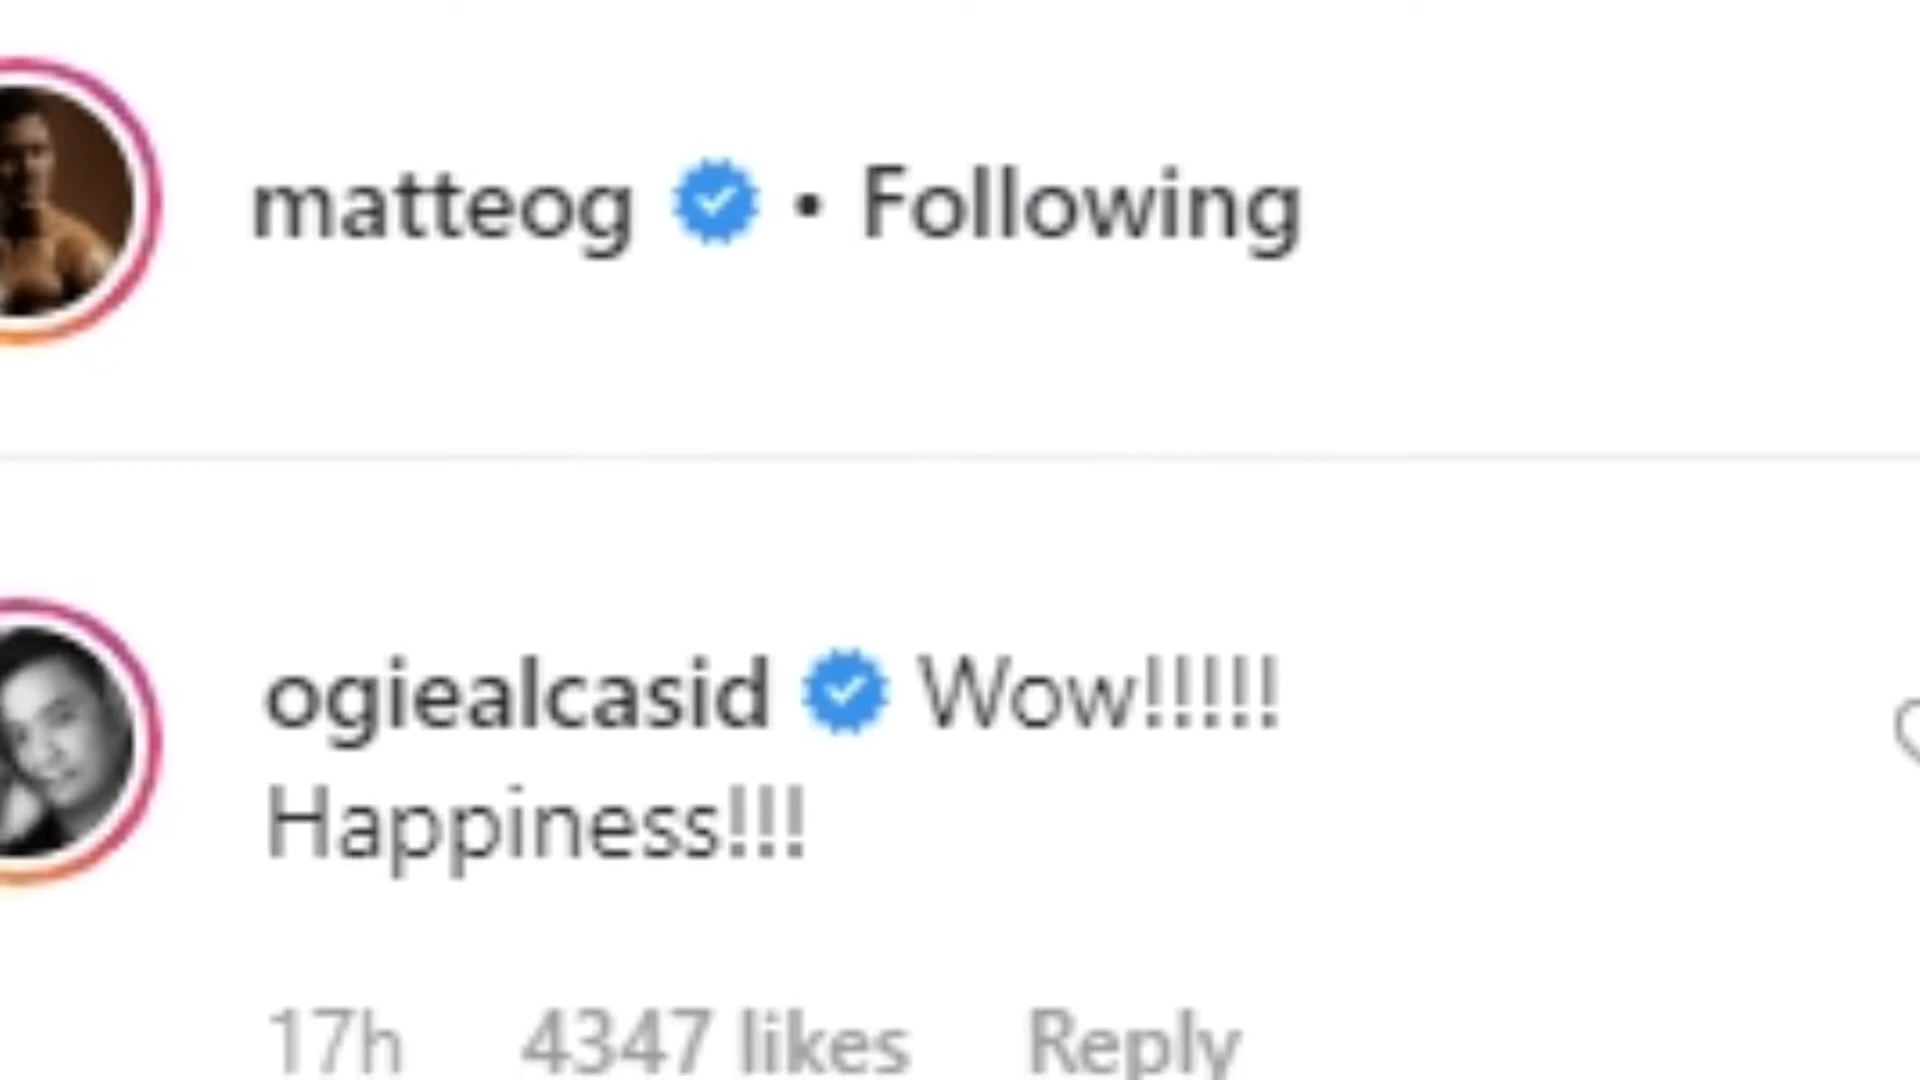 matteog • Following
ogiealcasid Wow!!!!!
Happiness!!!
17h 4347 likes Reply